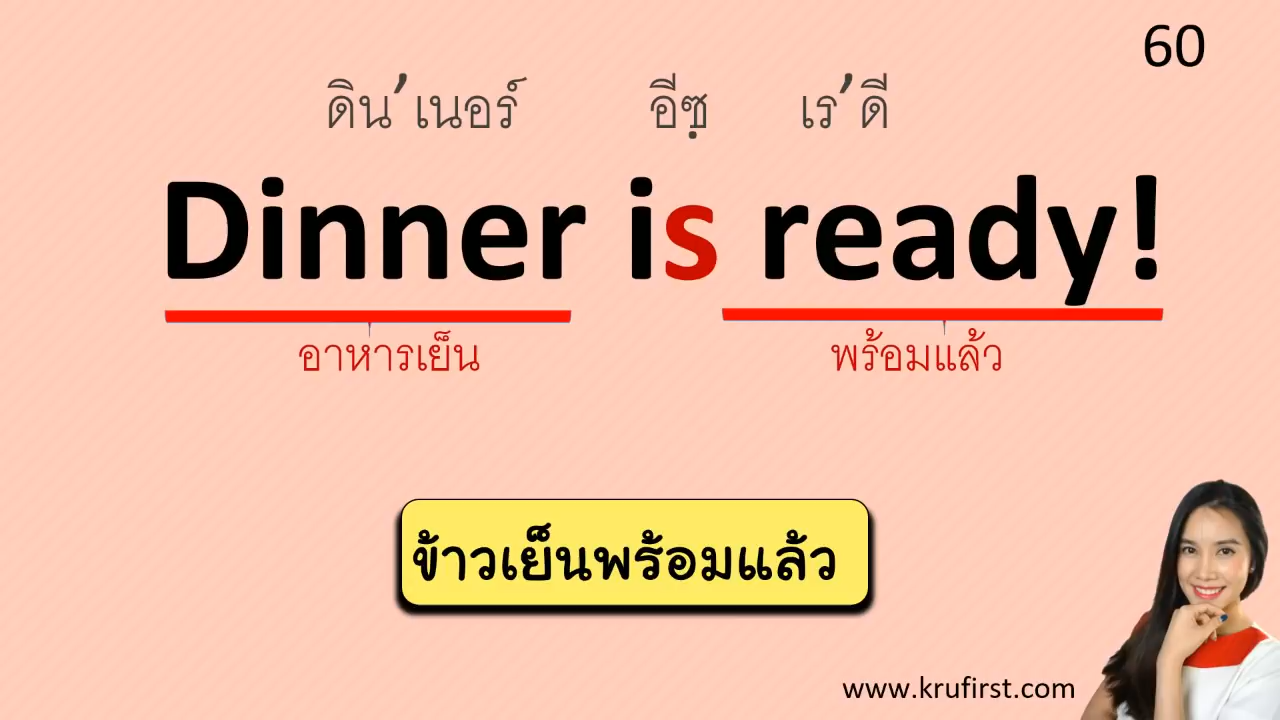 60
ดิน’เนอร์ อีซฺ เร’ดี
Dinner is ready!
อาหารเย็น พร้อมแล้ว
ข้าวเย็นพร้อมแล้ว
www.krufirst.com